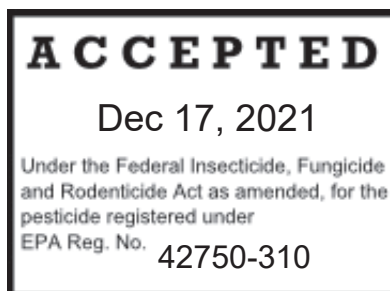 ACCEPTED
Dec 17, 2021
Under the Federal Insecticide, Fungicide
and Rodenticide Act as amended, for the
pesticide registered under
EPA Reg. No. 42750-310